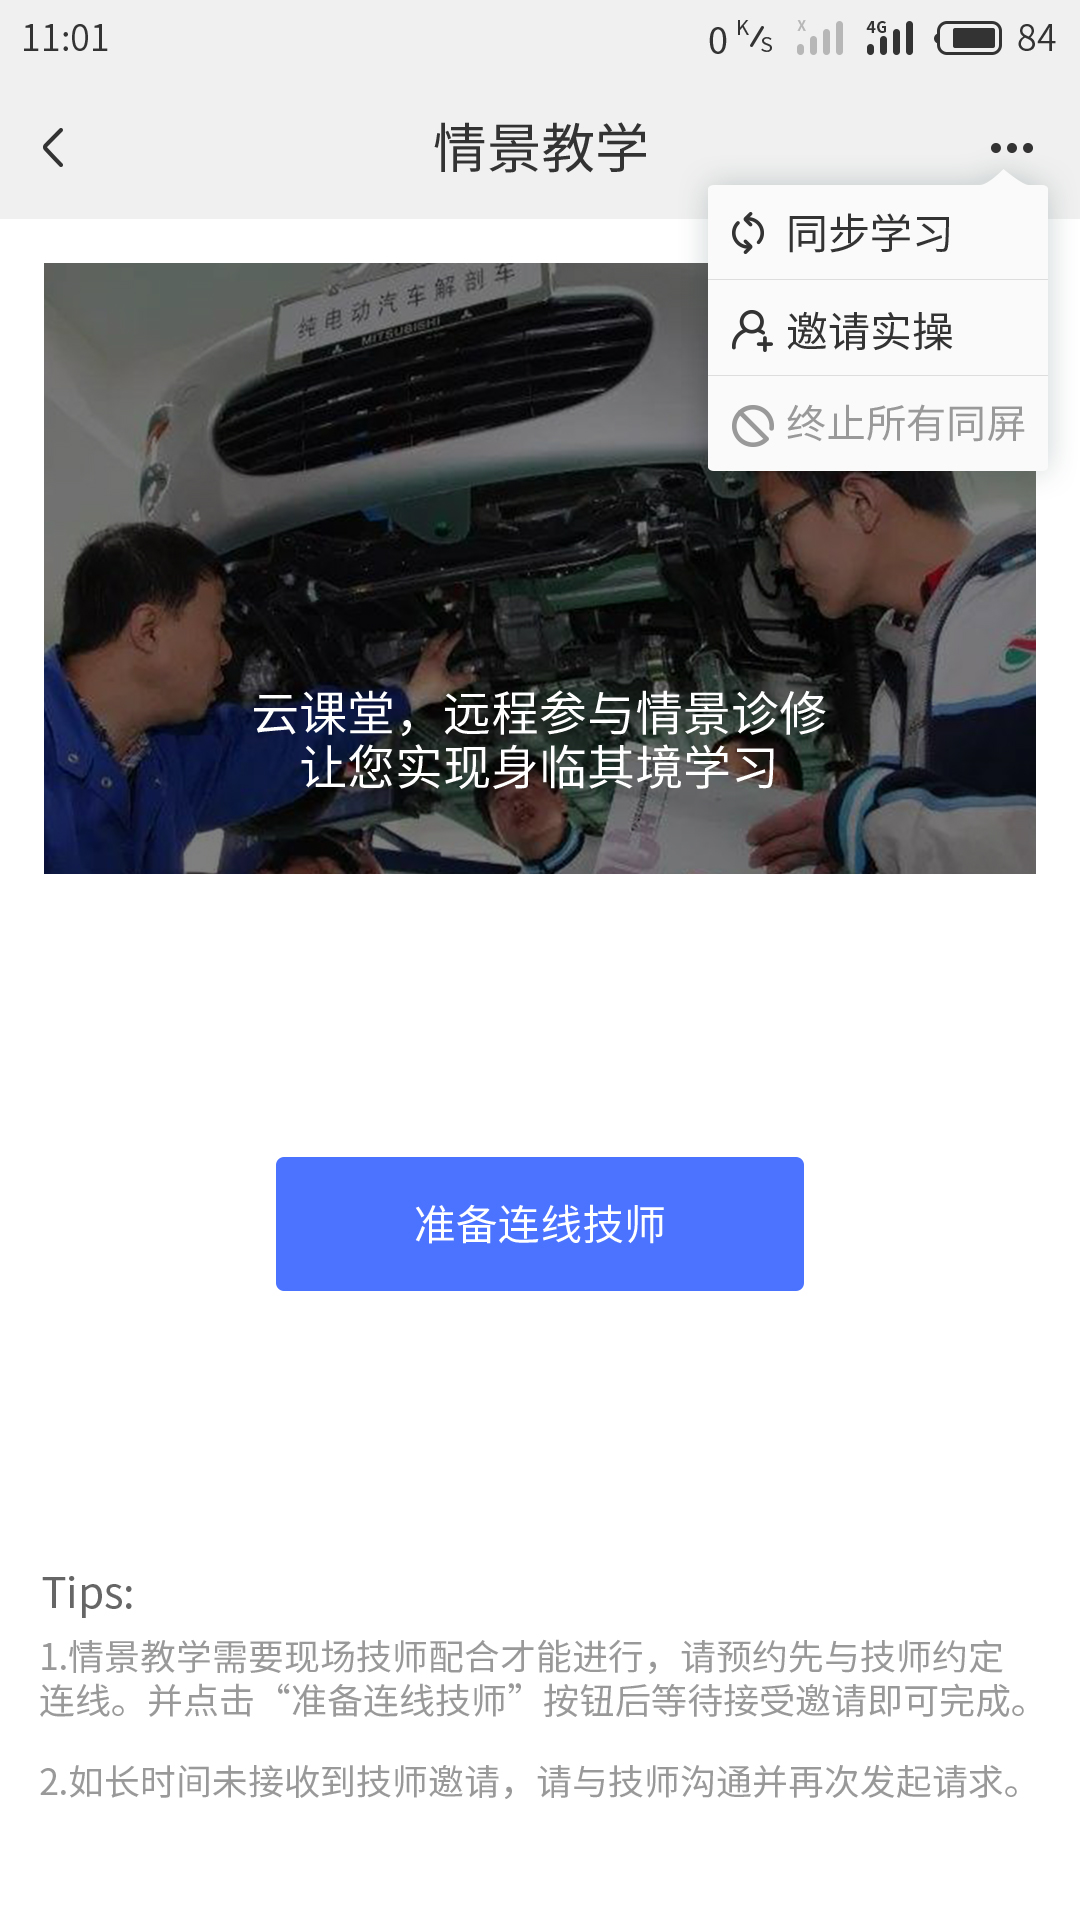 11:01
0 K/s
X
4G
84
情景教学
同步学习
邀请实操
终止所有同屏
纯电动汽车解剖车
MITSUBISHI
云课堂，远程参与情景诊修
让您实现身临其境学习
准备连线技师
Tips:
1.情景教学需要现场技师配合才能进行，请预约先与技师约定
连线。并点击“准备连线技师”按钮后等待接受邀请即可完成。
2.如长时间未接收到技师邀请，请与技师沟通并再次发起请求。